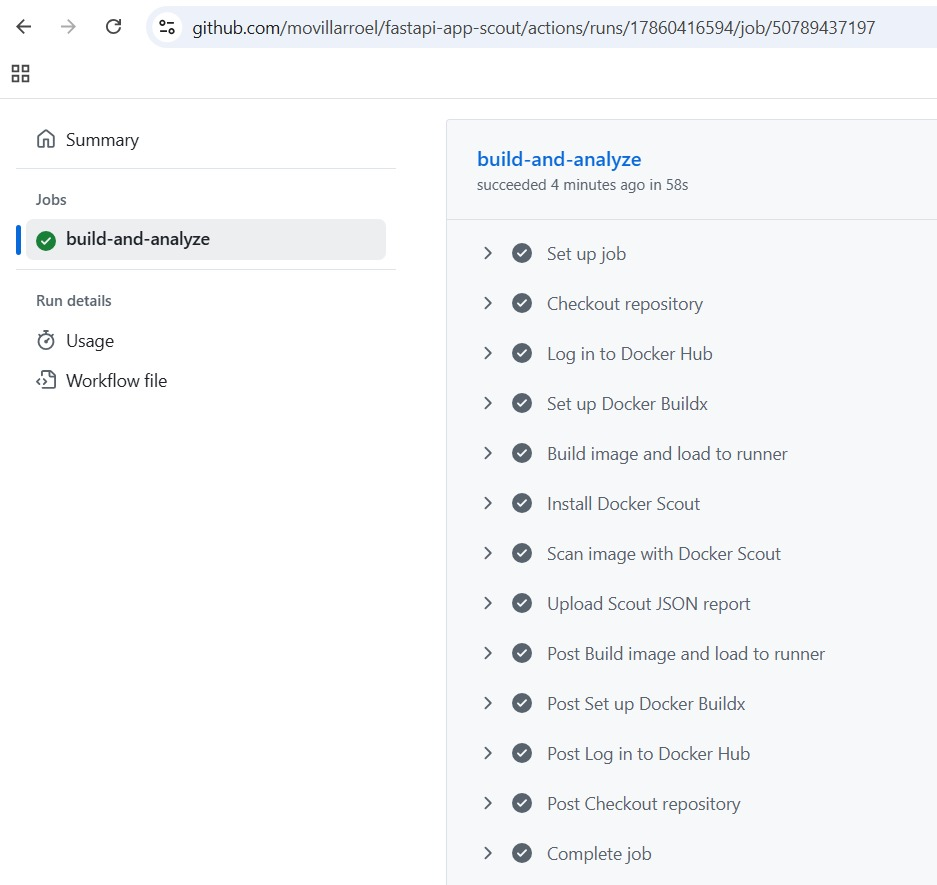 github.com/movillarroel/fastapi-app-scout/actions/runs/17860416594/job/50789437197
Summary
Jobs
build-and-analyze
Run details
Usage
Workflow file
build-and-analyze
succeeded 4 minutes ago in 58s
Set up job
Checkout repository
Log in to Docker Hub
Set up Docker Buildx
Build image and load to runner
Install Docker Scout
Scan image with Docker Scout
Upload Scout JSON report
Post Build image and load to runner
Post Set up Docker Buildx
Post Log in to Docker Hub
Post Checkout repository
Complete job